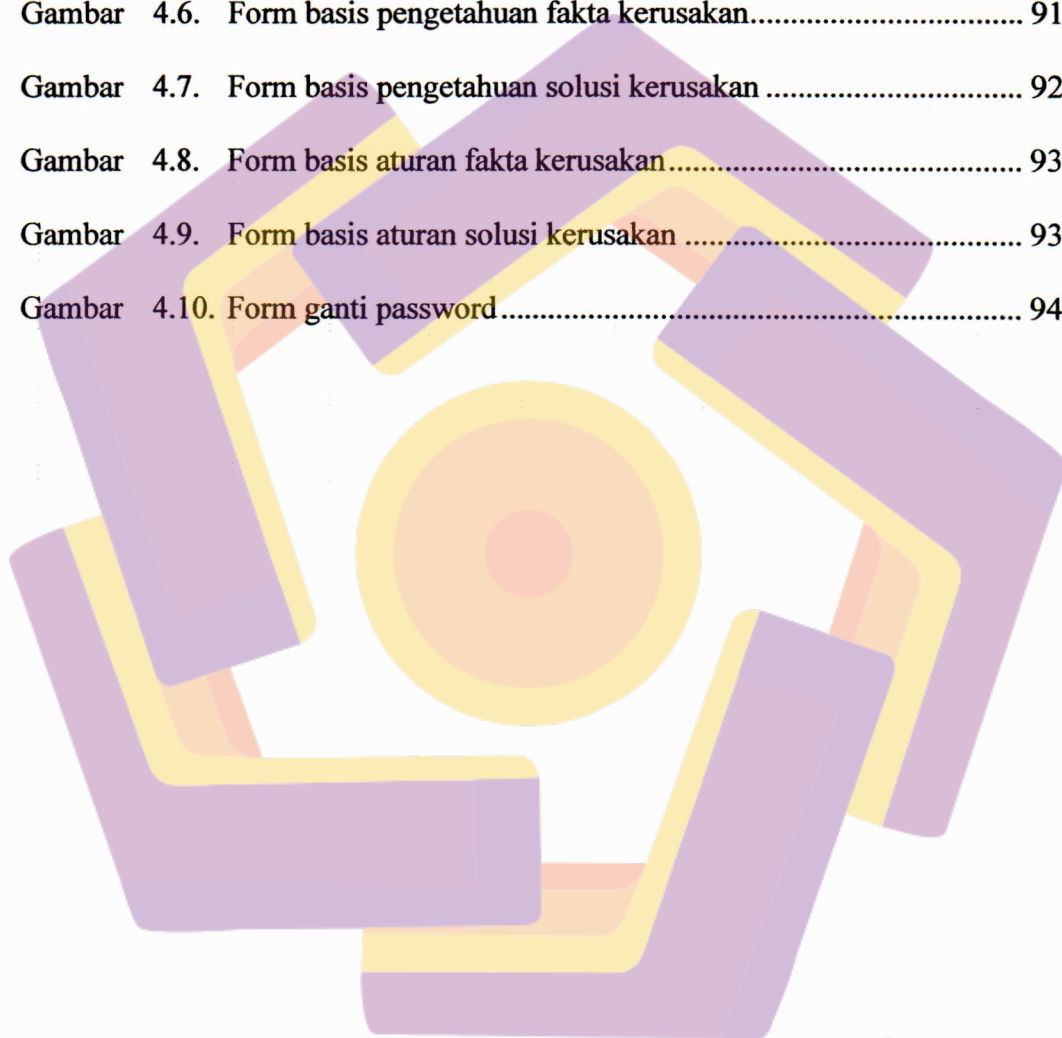 Gambar 4.6. Form basis pengetahuan fakta kerusakan.................................. 91
Gambar 4.7. Form basis pengetahuan solusi kerusakan ................................ 92
Gambar 4.8. Form basis aturan fakta kerusakan............................................ 93
Gambar 4.9. Form basis aturan solusi kerusakan .......................................... 93
Gambar 4.10. Form ganti password................................................................. 94